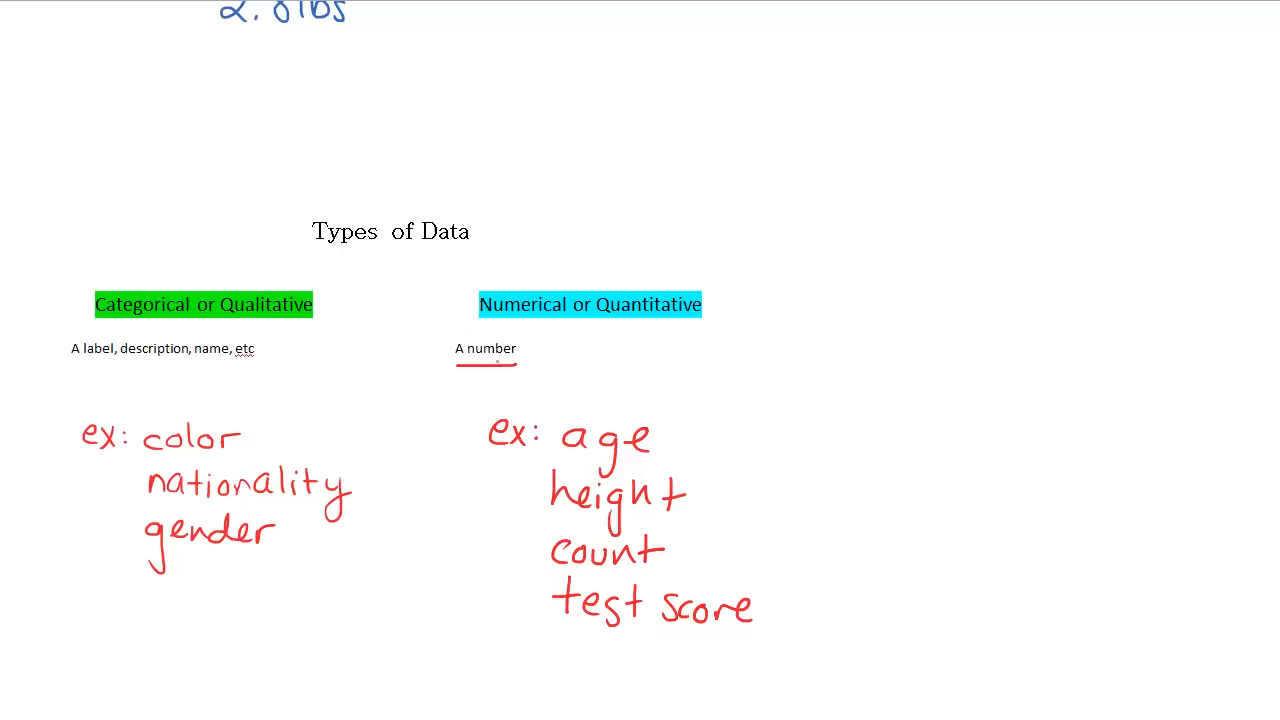 Types of Data
Categorical or Qualitative
A label, description, name, etc
ex: color
nationality
gender
Numerical or Quantitative
A number
ex: age
height
count
test score